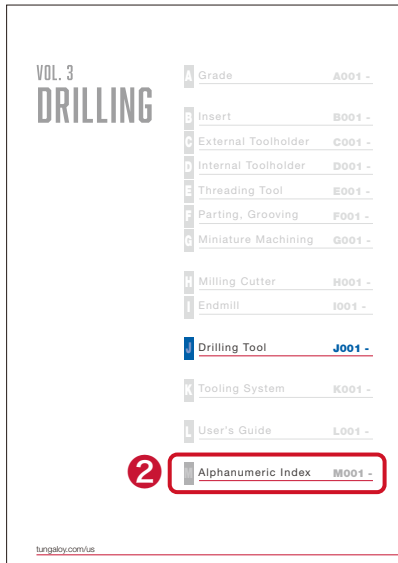 VOL. 3
DRILLING
A Grade A001 -
B Insert B001 -
C External Toolholder C001 -
D Internal Toolholder D001 -
E Threading Tool E001 -
F Parting, Grooving F001 -
G Miniature Machining G001 -
H Milling Cutter H001 -
I Endmill I001 -
J Drilling Tool J001 -
K Tooling System K001 -
L User's Guide L001 -
2 M Alphanumeric Index M001 -
tungaloy.com/us